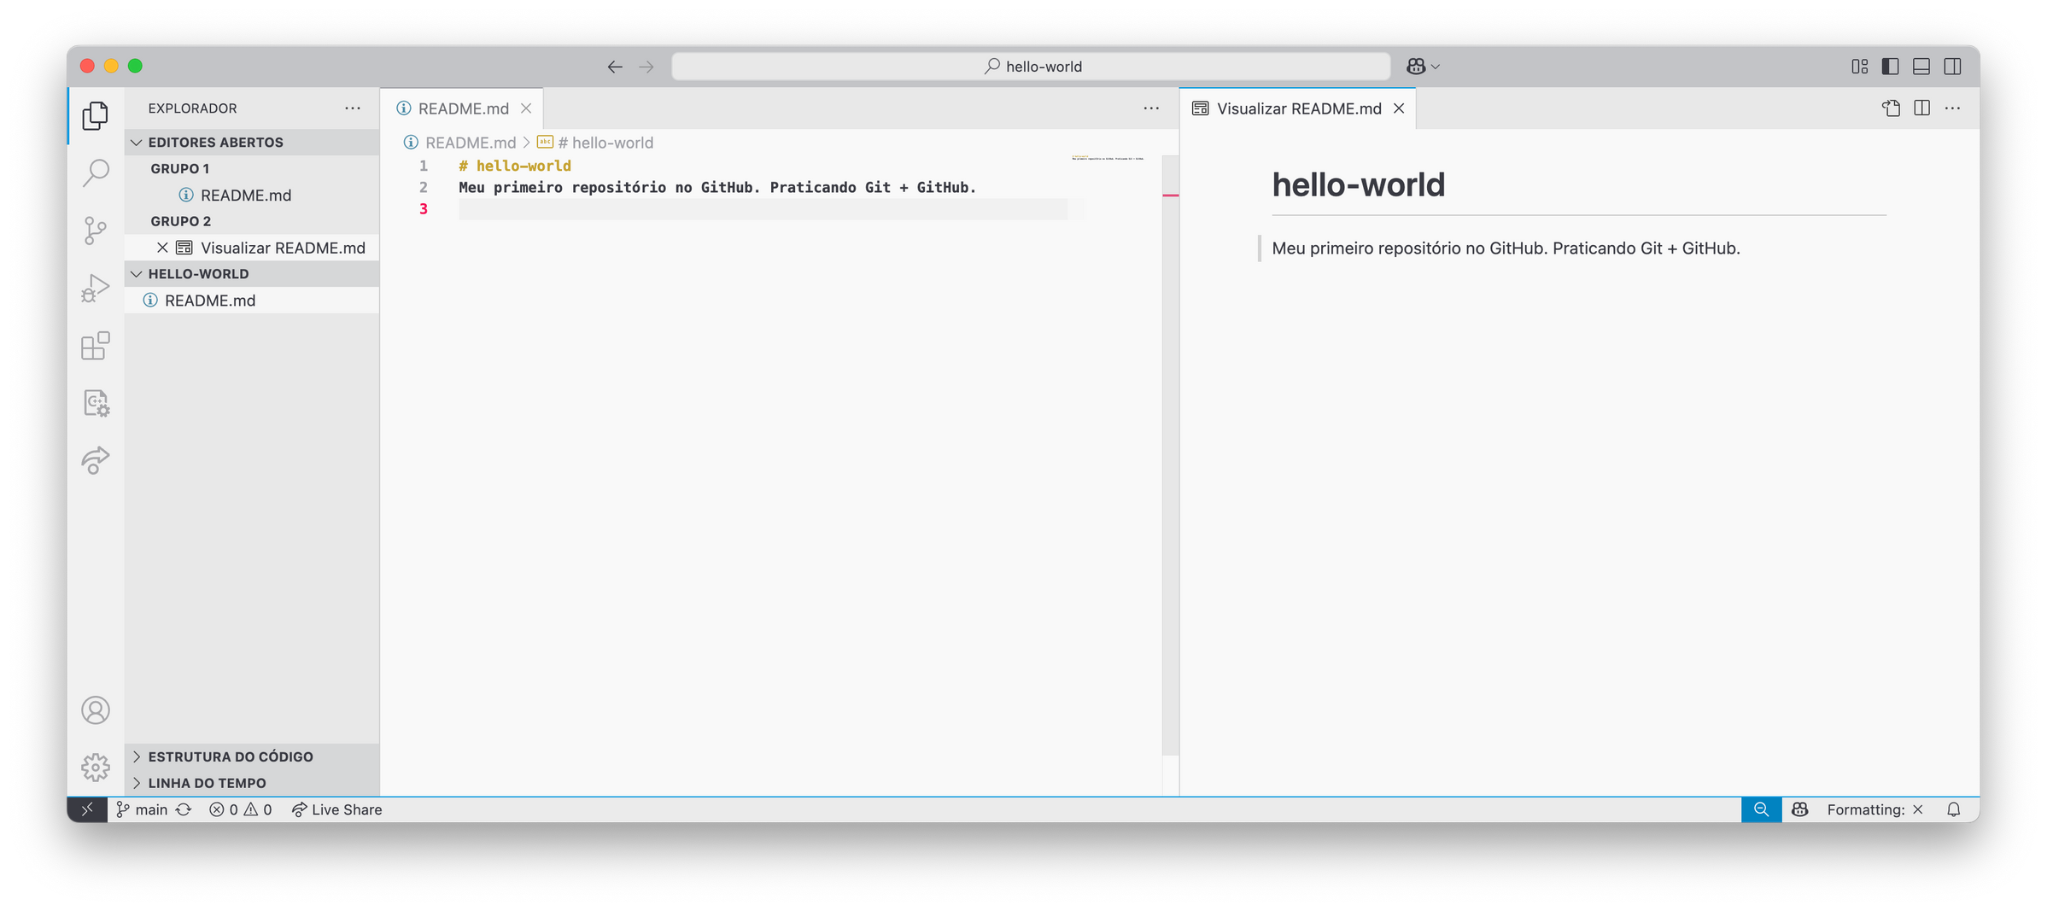 hello-world
EXPLORADOR
EDITORES ABERTOS
GRUPO 1
README.md
GRUPO 2
Visualizar README.md
HELLO-WORLD
README.md
ESTRUTURA DO CÓDIGO
LINHA DO TEMPO
README.md
README.md > # hello-world
1 # hello-world
2 Meu primeiro repositório no GitHub. Praticando Git + GitHub.
3
Visualizar README.md
hello-world
Meu primeiro repositório no GitHub. Praticando Git + GitHub.
main 0 0 Live Share Formatting: